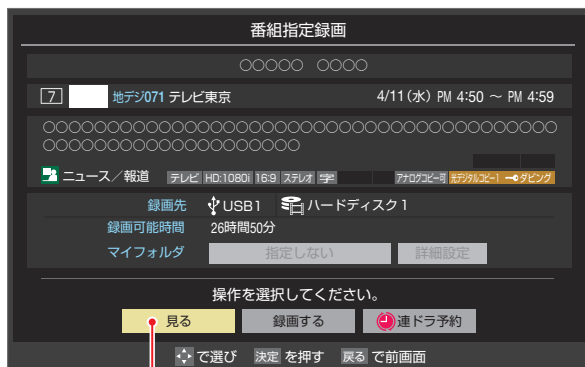 番組指定録画
○○○○○ ○○○○
7 地デジ071 テレビ東京 4/11(水) PM 4:50 ~ PM 4:59
○○○○○○○○○○○○○○○○○○○○○○○○○○○○○○○○○○○○○○○○
○○○○○○○○○○○○○○○○○○○○
ニュース/報道 テレビ HD:1080i 16:9 ステレオ 字 アナログコピー可 光デジタルコピー1 ダビング
録画先 USB1 ハードディスク1
録画可能時間 26時間50分
マイフォルダ 指定しない 詳細設定
操作を選択してください。
見る 録画する 連ドラ予約
で選び 決定 を押す 戻る で前画面